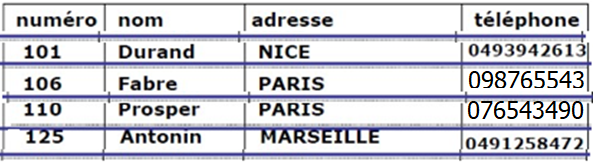 numéro nom adresse téléphone
101 Durand NICE 0493942613
106 Fabre PARIS 098765543
110 Prosper PARIS 076543490
125 Antonin MARSEILLE 0491258472